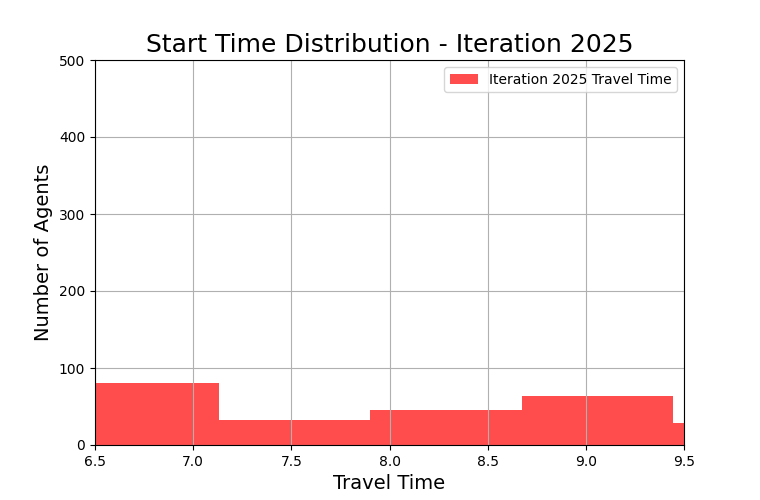 Start Time Distribution - Iteration 2025
500
400
300
200
100
0
Number of Agents
Iteration 2025 Travel Time
6.5 7.0 7.5 8.0 8.5 9.0 9.5
Travel Time